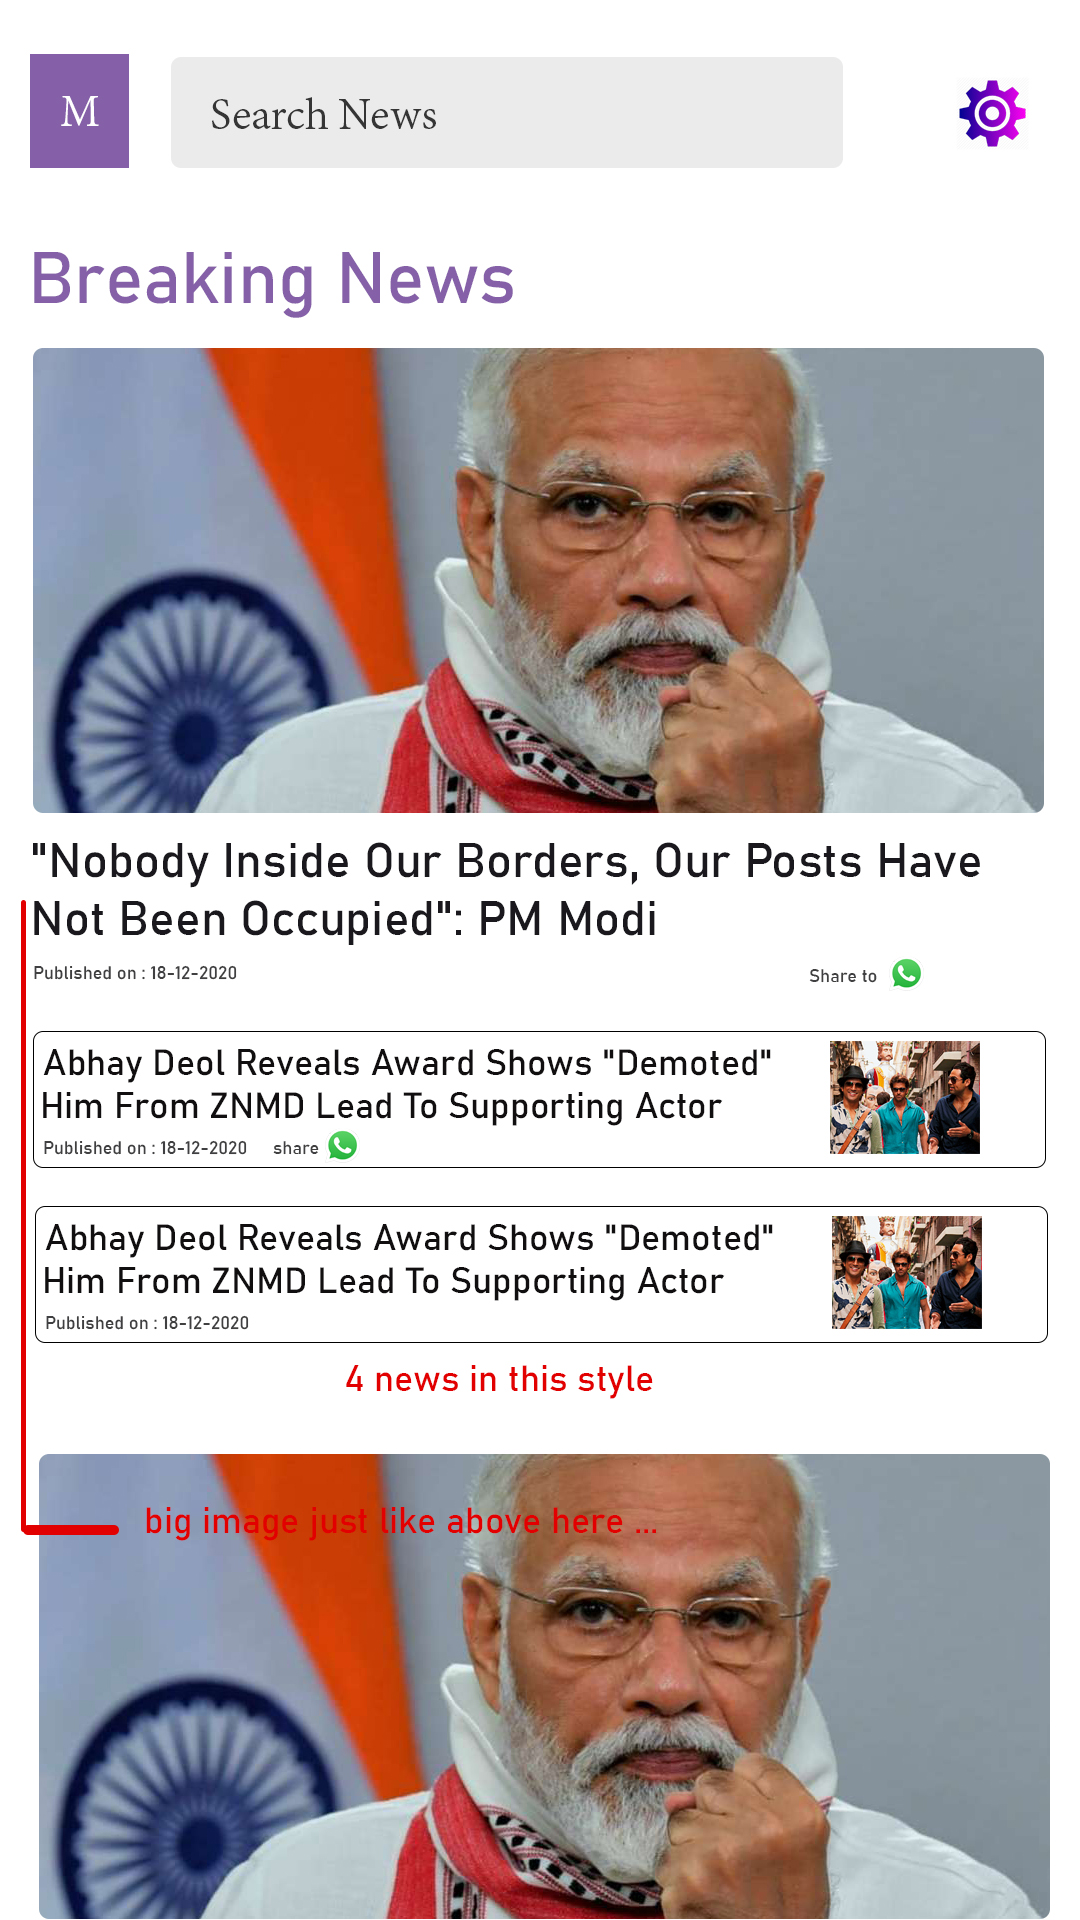 M
Search News
Breaking News
"Nobody Inside Our Borders, Our Posts Have
Not Been Occupied": PM Modi
Published on : 18-12-2020
Share to
Abhay Deol Reveals Award Shows "Demoted"
Him From ZNMD Lead To Supporting Actor
Published on : 18-12-2020 share
Abhay Deol Reveals Award Shows "Demoted"
Him From ZNMD Lead To Supporting Actor
Published on : 18-12-2020
4 news in this style
big image just like above here ...